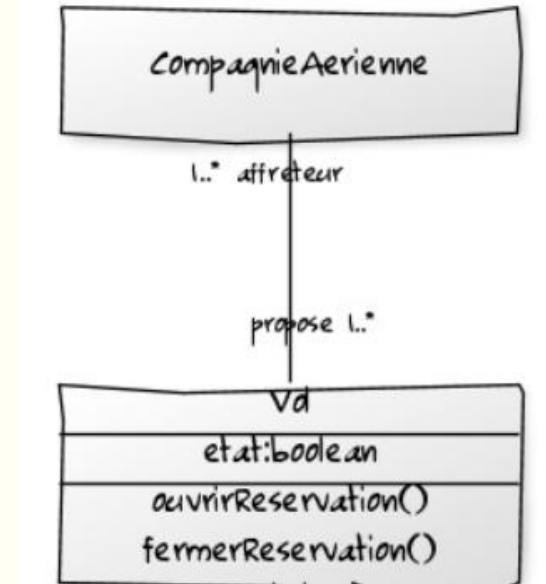 CompagnieAerienne
1..* affreteur
propose 1..*
Vol
etat:boolean
ouvrirReservation()
fermerReservation()